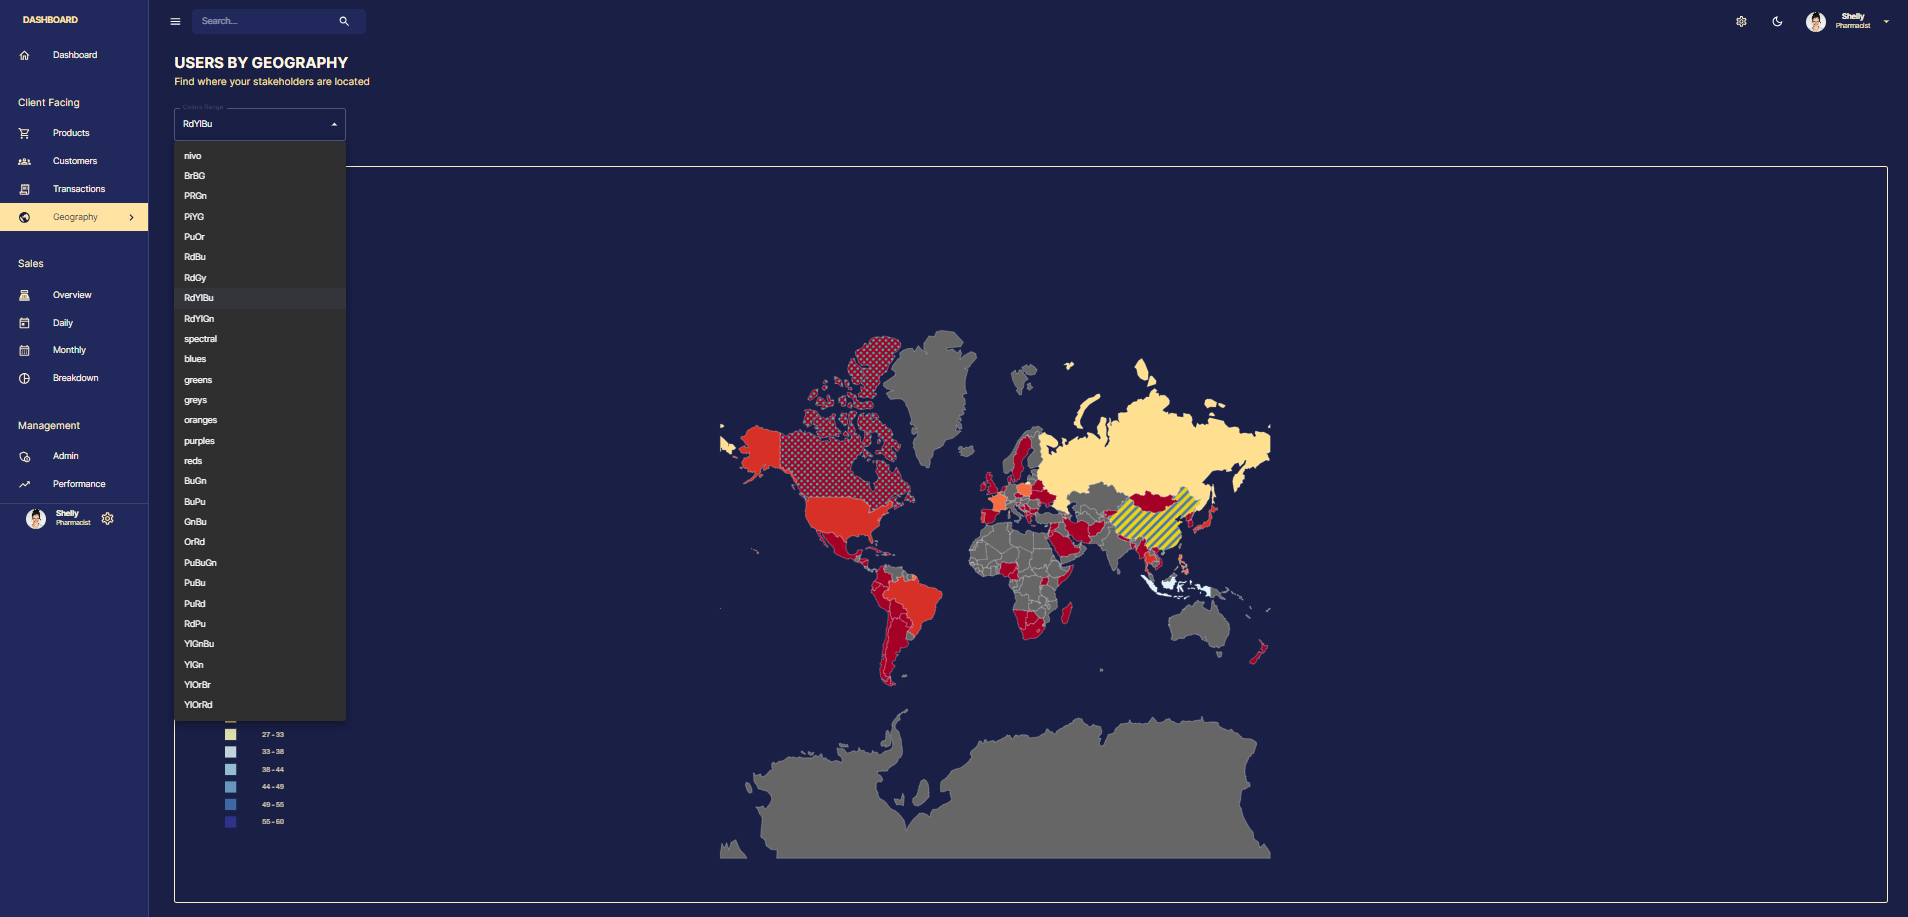 DASHBOARD
Dashboard
Client Facing
Products
Customers
Transactions
Geography
Sales
Overview
Daily
Monthly
Breakdown
Management
Admin
Performance
Shelly
Pharmacist
Search...
Shelly
Pharmacist
USERS BY GEOGRAPHY
Find where your stakeholders are located
Colors Range
RdYlBu
nivo
BrBG
PRGn
PiYG
PuOr
RdBu
RdGy
RdYlBu
RdYlGn
spectral
blues
greens
greys
oranges
purples
reds
BuGn
BuPu
GnBu
OrRd
PuBuGn
PuBu
PuRd
RdPu
YlGnBu
YlGn
YlOrBr
YlOrRd
27 - 33
33 - 38
38 - 44
44 - 49
49 - 55
55 - 60